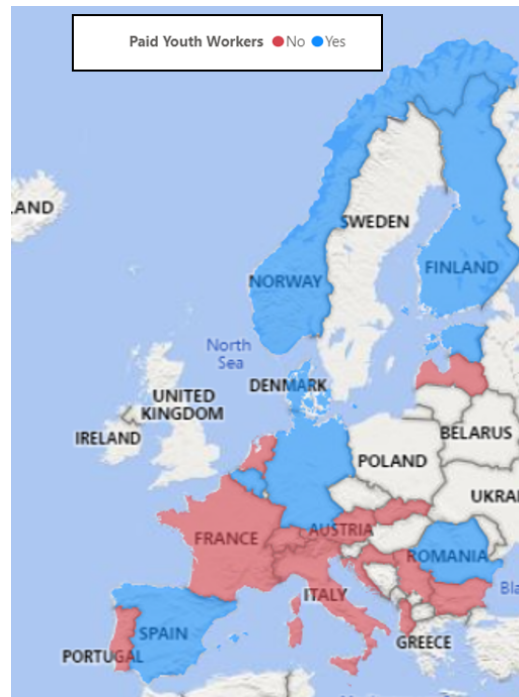 Paid Youth Workers No Yes
LAND
SWEDEN
NORWAY
FINLAND
North
Sea
DENMARK
UNITED
KINGDOM
IRELAND
BELARUS
POLAND
UKRA
FRANCE
AUSTRIA
ROMANIA
ITALY
Bla
SPAIN
PORTUGAL
GREECE